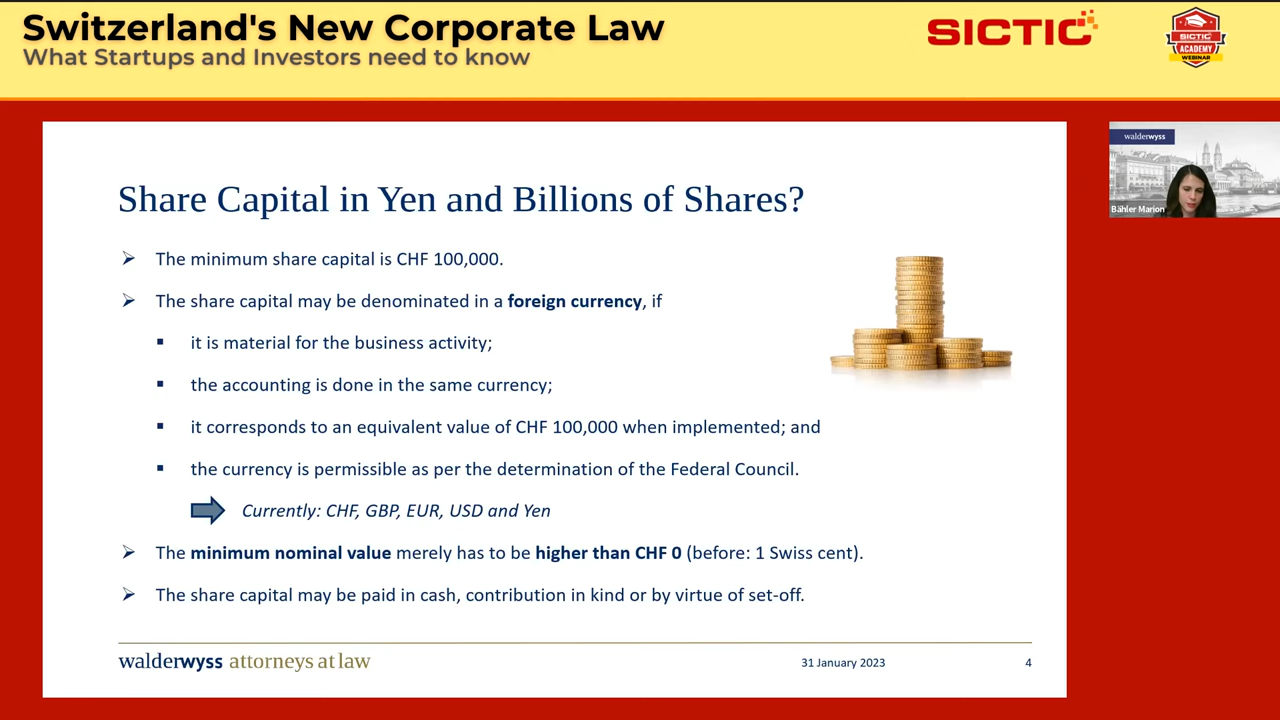 Switzerland's New Corporate Law
What Startups and Investors need to know
SICTIC
SICTIC
ACADEMY
WEBINAR
walderwyss
Bähler Marion
Share Capital in Yen and Billions of Shares?
➢ The minimum share capital is CHF 100,000.
➢ The share capital may be denominated in a foreign currency, if
▪ it is material for the business activity;
▪ the accounting is done in the same currency;
▪ it corresponds to an equivalent value of CHF 100,000 when implemented; and
▪ the currency is permissible as per the determination of the Federal Council.
Currently: CHF, GBP, EUR, USD and Yen
➢ The minimum nominal value merely has to be higher than CHF 0 (before: 1 Swiss cent).
➢ The share capital may be paid in cash, contribution in kind or by virtue of set-off.
walderwyss attorneys at law
31 January 2023
4